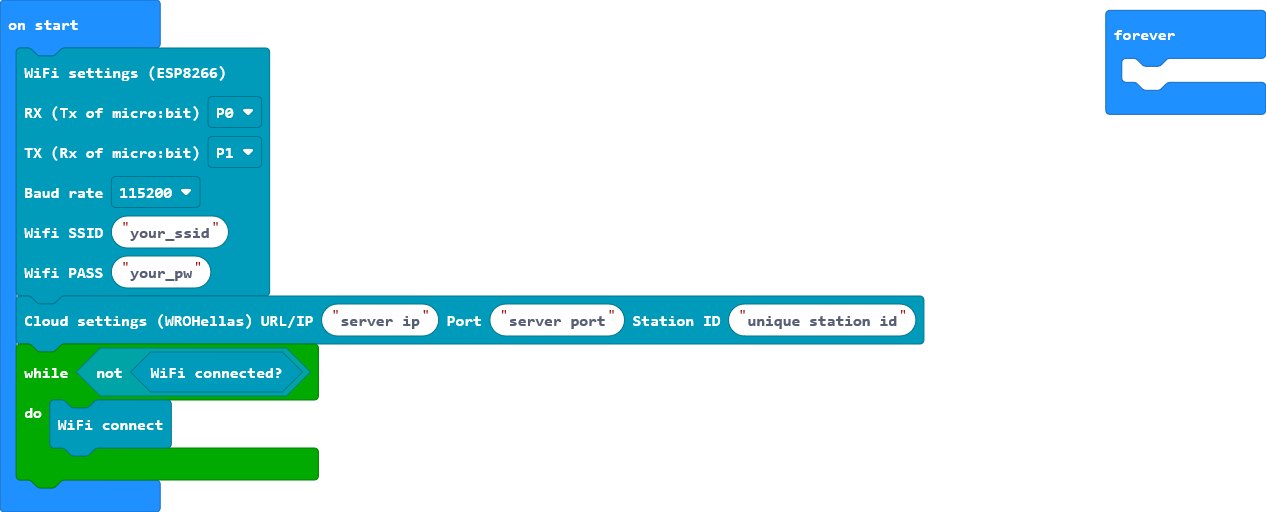 on start
WiFi settings (ESP8266)
RX (Tx of micro:bit) P0
TX (Rx of micro:bit) P1
Baud rate 115200
Wifi SSID "your_ssid"
Wifi PASS "your_pw"
Cloud settings (WROHellas) URL/IP "server ip" Port "server port" Station ID "unique station id"
while not WiFi connected?
do
WiFi connect
forever